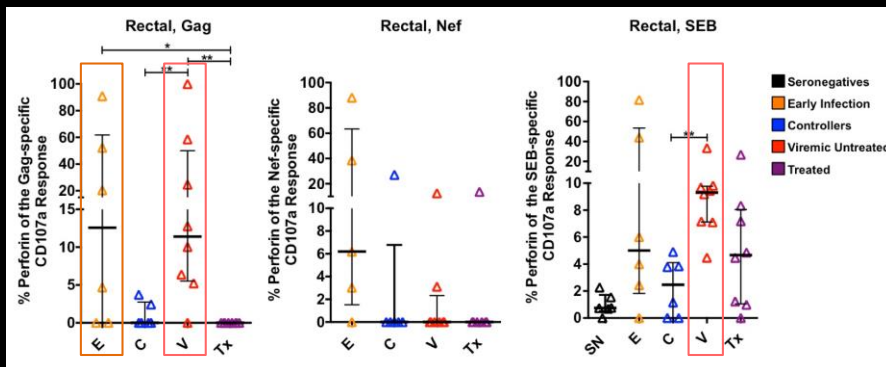 Rectal, Gag
% Perforin of the Gag-specific
CD107a Response
100
80
60
40
20
15
10
5
0
*
**
**
E
C
V
Tx
Rectal, Nef
% Perforin of the Nef-specific
CD107a Response
100
80
60
40
20
10
8
6
4
2
0
E
C
V
Tx
Rectal, SEB
% Perforin of the SEB-specific
CD107a Response
100
80
60
40
20
10
8
6
4
2
0
**
SN
E
C
V
Tx
Seronegatives
Early Infection
Controllers
Viremic Untreated
Treated